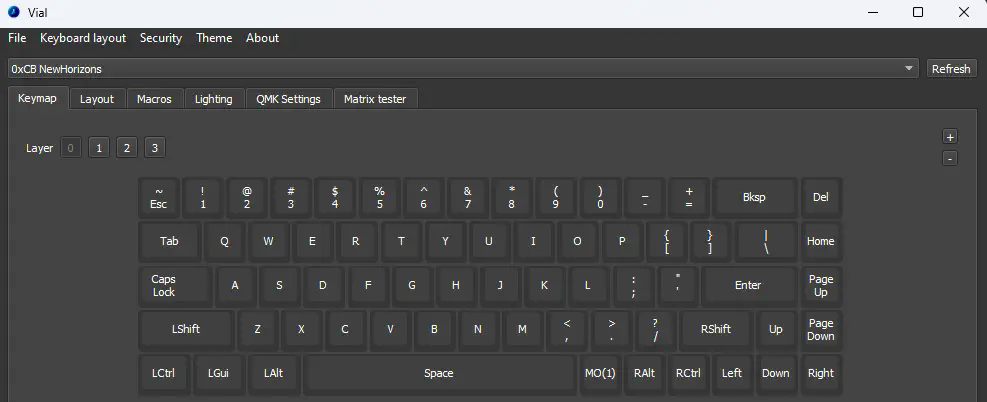 Vial
File Keyboard layout Security Theme About
0xCB NewHorizons Refresh
Keymap Layout Macros Lighting QMK Settings Matrix tester
Layer 0 1 2 3 +
-
~ ! @ # $ % ^ & * ( ) _ +
Esc 1 2 3 4 5 6 7 8 9 0 - = Bksp Del
Tab Q W E R T Y U I O P { } | Home
[ ] \
Caps Lock A S D F G H J K L : " Enter Page Up
; '
LShift Z X C V B N M < > ? RShift Up Page Down
, . /
LCtrl LGui LAlt Space MO(1) RAlt RCtrl Left Down Right